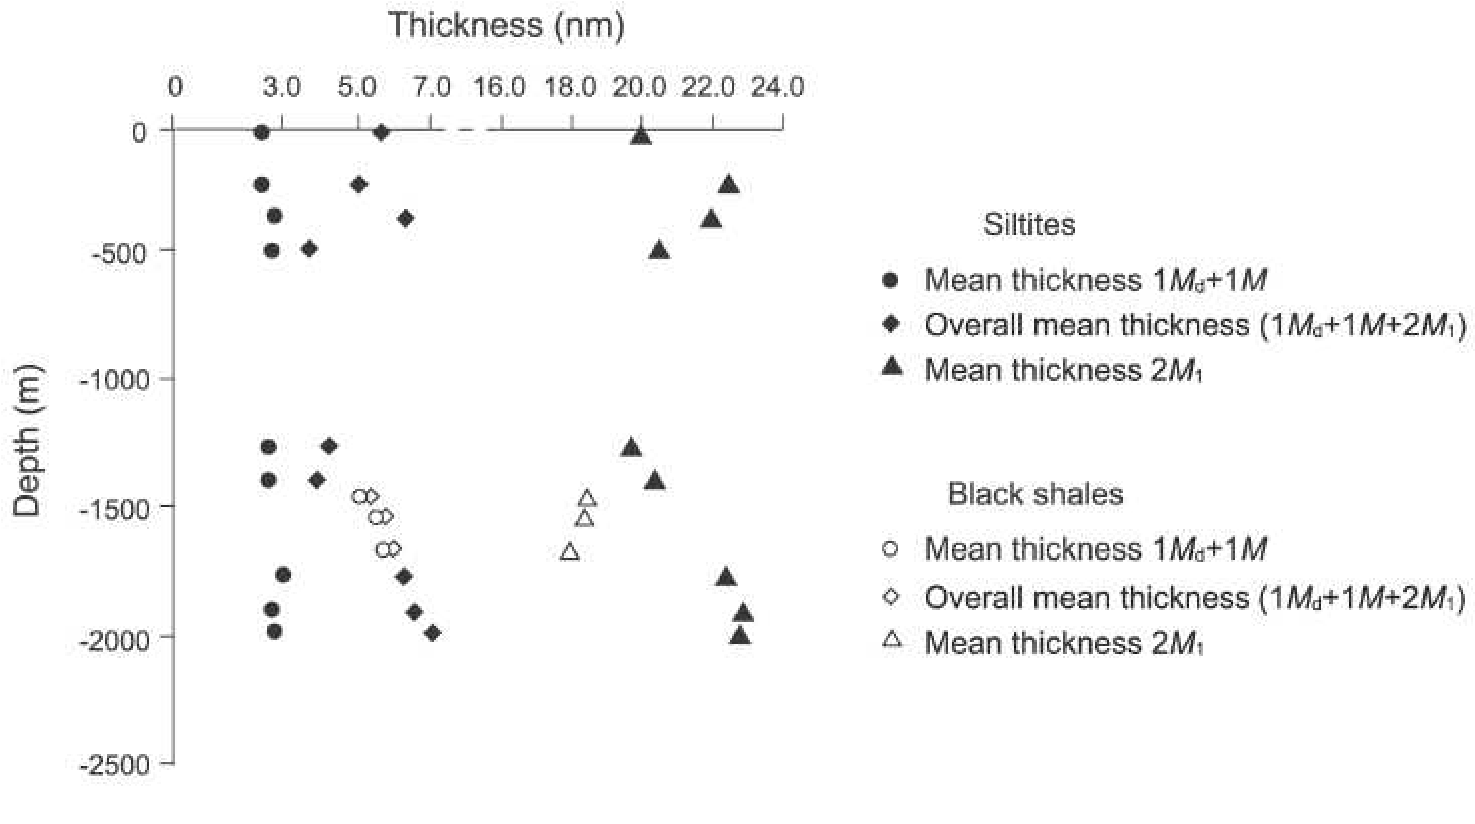 Thickness (nm)
0 3.0 5.0 7.0 16.0 18.0 20.0 22.0 24.0
0
-500
-1000
-1500
-2000
-2500
Depth (m)
Siltites
Mean thickness 1Md+1M
Overall mean thickness (1Md+1M+2M1)
Mean thickness 2M1
Black shales
Mean thickness 1Md+1M
Overall mean thickness (1Md+1M+2M1)
Mean thickness 2M1